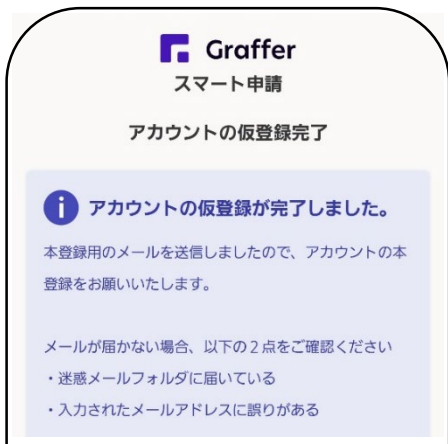 Graffer
スマート申請
アカウントの仮登録完了
アカウントの仮登録が完了しました。
本登録用のメールを送信しましたので、アカウントの本
登録をお願いいたします。
メールが届かない場合、以下の2点をご確認ください
・迷惑メールフォルダに届いている
・入力されたメールアドレスに誤りがある